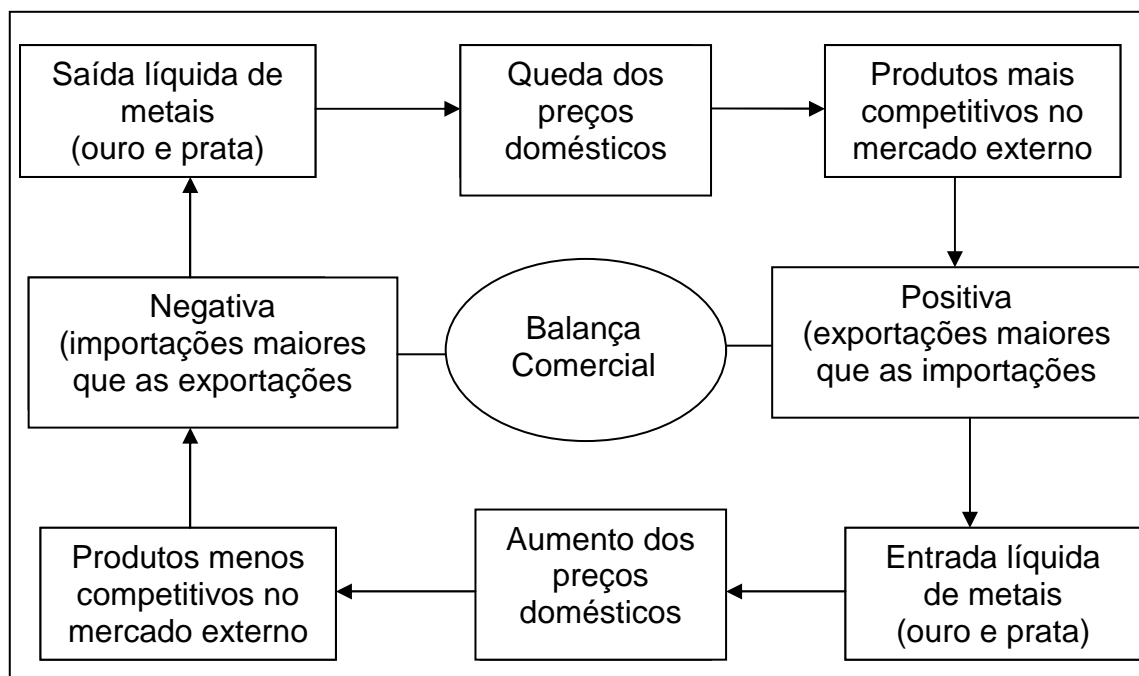 Saída líquida de
metais
(ouro e prata)
Queda dos
preços
domésticos
Produtos mais
competitivos no
mercado externo
Negativa
(importações maiores
que as exportações
Balança
Comercial
Positiva
(exportações maiores
que as importações
Produtos menos
competitivos no
mercado externo
Aumento dos
preços
domésticos
Entrada líquida
de metais
(ouro e prata)